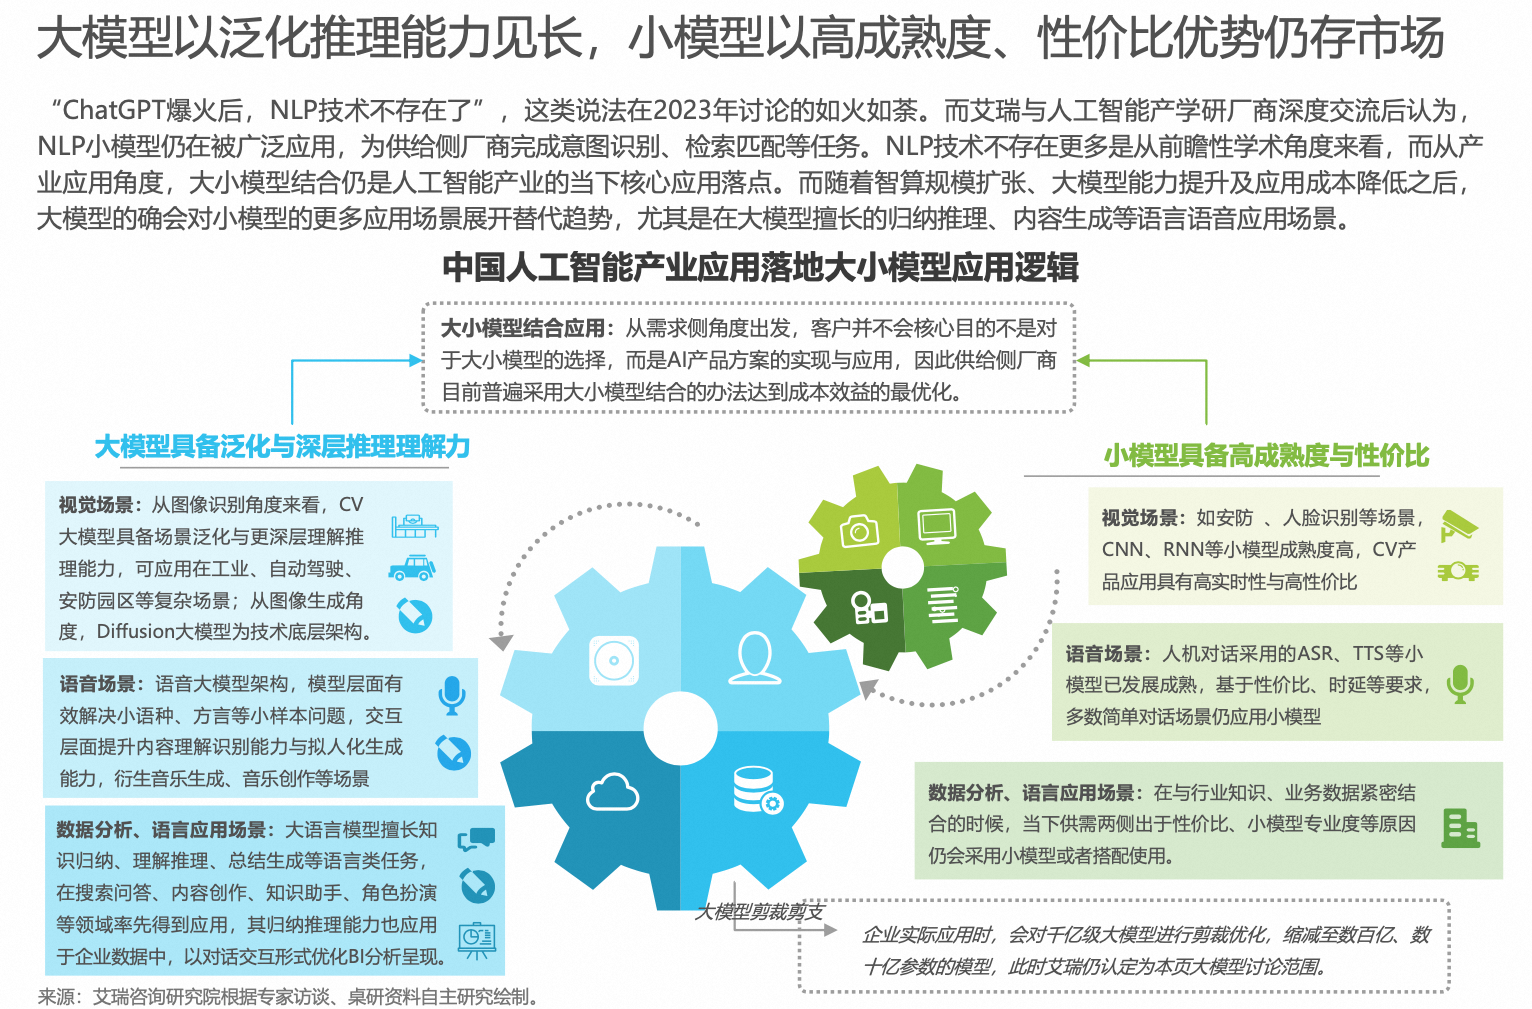 大模型以泛化推理能力见长，小模型以高成熟度、性价比优势仍存市场
“ChatGPT爆火后，NLP技术不存在了”，这类说法在2023年讨论的如火如荼。而艾瑞与人工智能产学研厂商深度交流后认为，
NLP小模型仍在被广泛应用，为供给侧厂商完成意图识别、检索匹配等任务。NLP技术不存在更多是从前瞻性学术角度来看，而从产
业应用角度，大小模型结合仍是人工智能产业的当下核心应用落点。而随着智算规模扩张、大模型能力提升及应用成本降低之后，
大模型的确会对小模型的更多应用场景展开替代趋势，尤其是在大模型擅长的归纳推理、内容生成等语言语音应用场景。
中国人工智能产业应用落地大小模型应用逻辑
大小模型结合应用：从需求侧角度出发，客户并不会核心目的不是对
于大小模型的选择，而是AI产品方案的实现与应用，因此供给侧厂商
目前普遍采用大小模型结合的办法达到成本效益的最优化。
大模型具备泛化与深层推理理解力
视觉场景：从图像识别角度来看，CV
大模型具备场景泛化与更深层理解推
理能力，可应用在工业、自动驾驶、
安防园区等复杂场景；从图像生成角
度，Diffusion大模型为技术底层架构。
语音场景：语音大模型架构，模型层面有
效解决小语种、方言等小样本问题，交互
层面提升内容理解识别能力与拟人化生成
能力，衍生音乐生成、音乐创作等场景
数据分析、语言应用场景：大语言模型擅长知
识归纳、理解推理、总结生成等语言类任务，
在搜索问答、内容创作、知识助手、角色扮演
等领域率先得到应用，其归纳推理能力也应用
于企业数据中，以对话交互形式优化BI分析呈现。
小模型具备高成熟度与性价比
视觉场景：如安防 、人脸识别等场景，
CNN、RNN等小模型成熟度高，CV产
品应用具有高实时性与高性价比
语音场景：人机对话采用的ASR、TTS等小
模型已发展成熟，基于性价比、时延等要求，
多数简单对话场景仍应用小模型
数据分析、语言应用场景：在与行业知识、业务数据紧密结
合的时候，当下供需两侧出于性价比、小模型专业度等原因
仍会采用小模型或者搭配使用。
大模型剪裁剪支
企业实际应用时，会对千亿级大模型进行剪裁优化，缩减至数百亿、数
十亿参数的模型，此时艾瑞仍认定为本页大模型讨论范围。
来源：艾瑞咨询研究院根据专家访谈、桌研资料自主研究绘制。